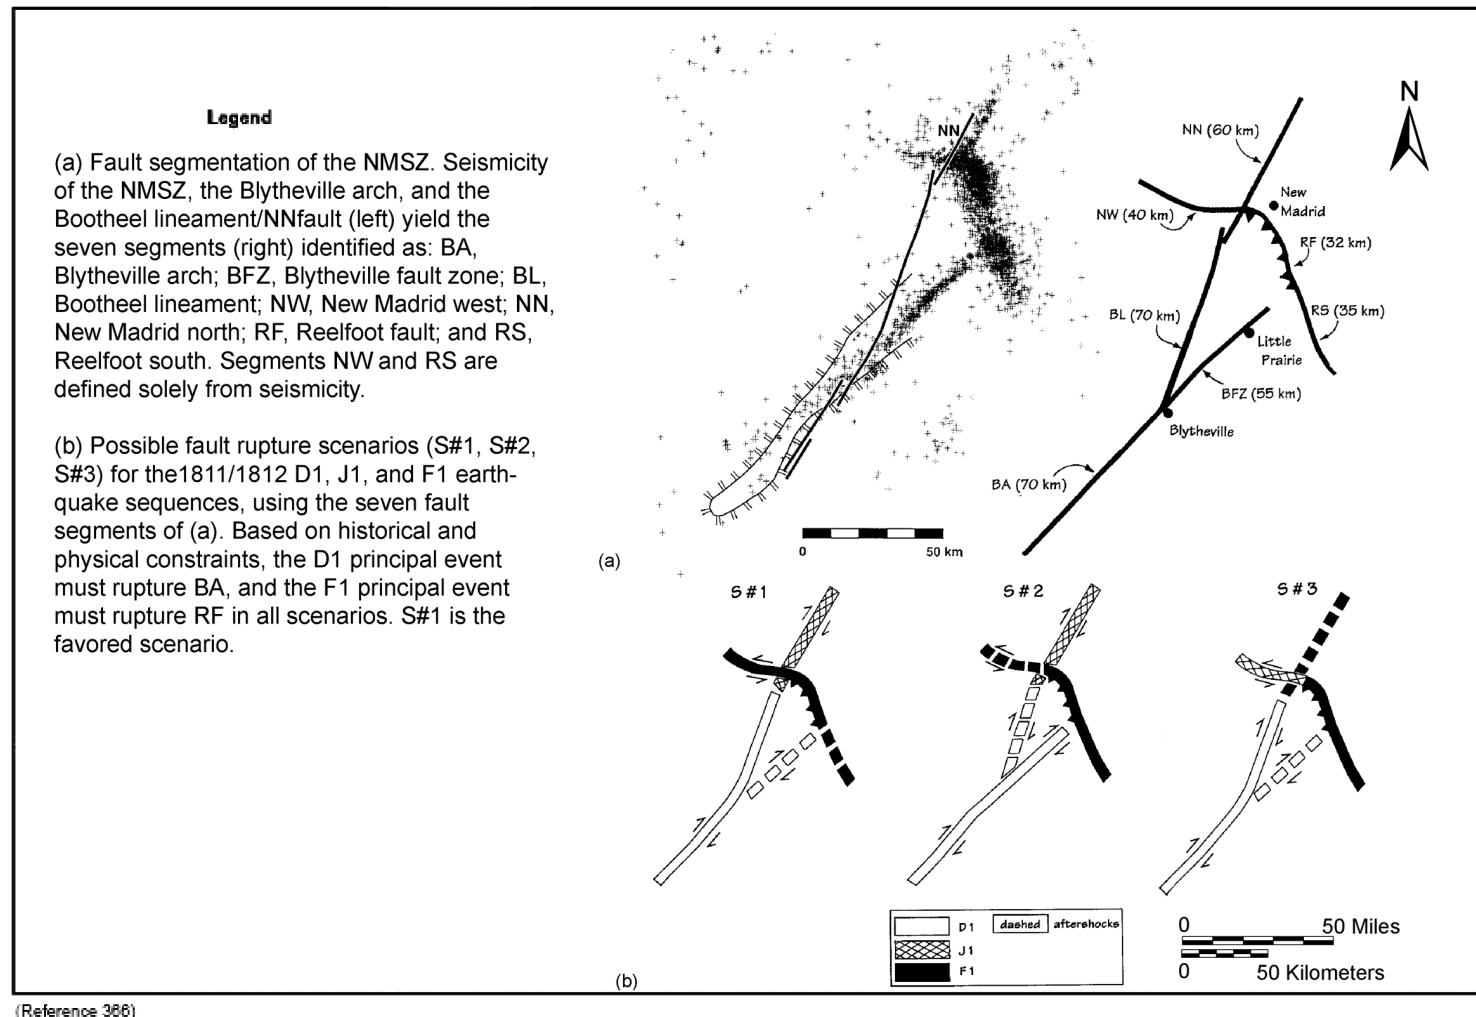 Legend
(a) Fault segmentation of the NMSZ. Seismicity
of the NMSZ, the Blytheville arch, and the
Bootheel lineament/NNfault (left) yield the
seven segments (right) identified as: BA,
Blytheville arch; BFZ, Blytheville fault zone; BL,
Bootheel lineament; NW, New Madrid west; NN,
New Madrid north; RF, Reelfoot fault; and RS,
Reelfoot south. Segments NW and RS are
defined solely from seismicity.
(b) Possible fault rupture scenarios (S#1, S#2,
S#3) for the1811/1812 D1, J1, and F1 earth-
quake sequences, using the seven fault
segments of (a). Based on historical and
physical constraints, the D1 principal event
must rupture BA, and the F1 principal event
must rupture RF in all scenarios. S#1 is the
favored scenario.
NN
N
NN (60 km)
New
Madrid
NW (40 km)
RF (32 km)
BL (70 km)
RS (35 km)
Little
Prairie
BFZ (55 km)
Blytheville
BA (70 km)
0 50 km
(a)
S#1
S#2
S#3
D1 dashed aftershocks
J1
F1
0 50 Miles
0 50 Kilometers
(b)
(Reference 366)